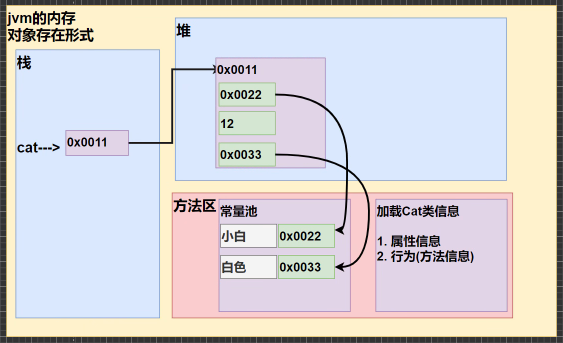 jvm的内存
对象存在形式
栈
cat---> 0x0011
堆
0x0011
0x0022
12
0x0033
方法区
常量池
小白 0x0022
白色 0x0033
加载Cat类信息
1. 属性信息
2. 行为(方法信息)